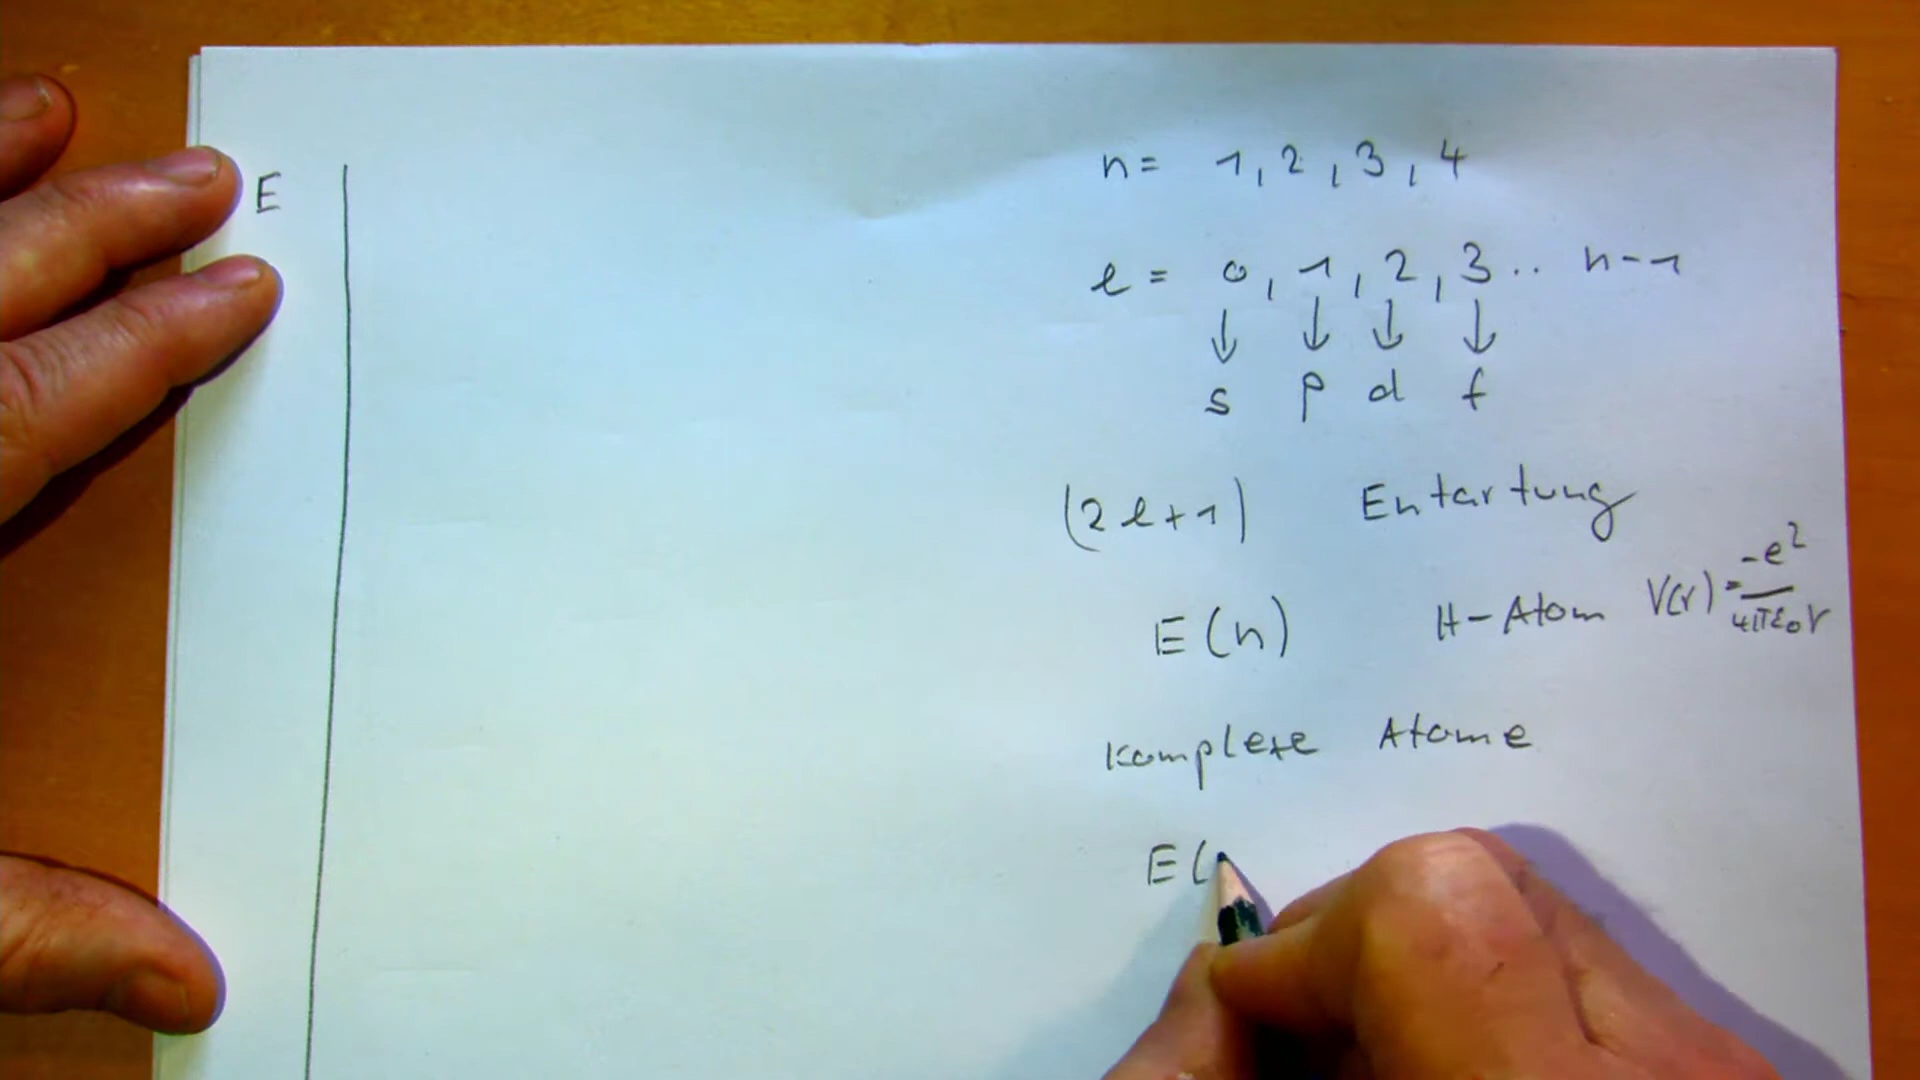 E
n = 1, 2, 3, 4
l = 0, 1, 2, 3 .. n-1
↓ ↓ ↓ ↓
s p d f
(2l+1) Entartung
E(n) H-Atom V(r) = -e²/4πε₀r
Komplexe Atome
E(